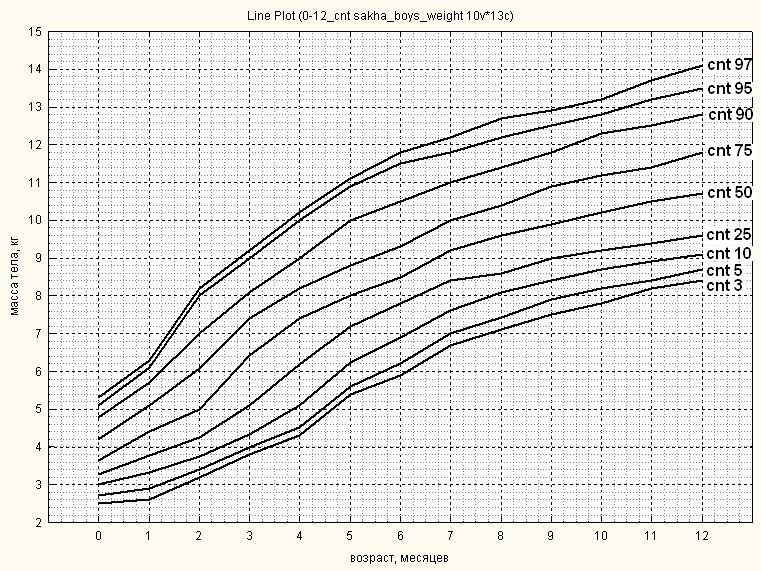 Line Plot (0-12_cnt sakha_boys_weight 10v*13c)
15
14
13
12
11
10
9
8
7
6
5
4
3
2
масса тела, кг
cnt 97
cnt 95
cnt 90
cnt 75
cnt 50
cnt 25
cnt 10
cnt 5
cnt 3
0 1 2 3 4 5 6 7 8 9 10 11 12
возраст, месяцев